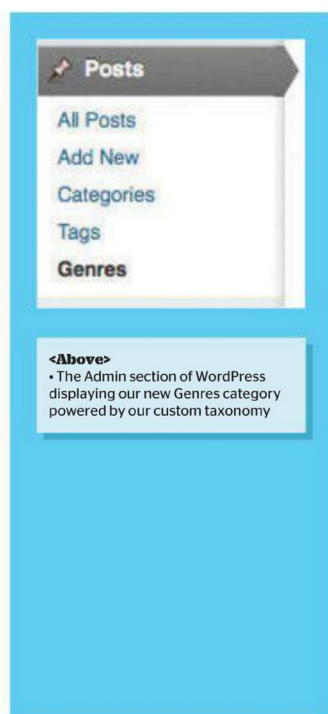 Posts
All Posts
Add New
Categories
Tags
Genres
<Above>
• The Admin section of WordPress
displaying our new Genres category
powered by our custom taxonomy